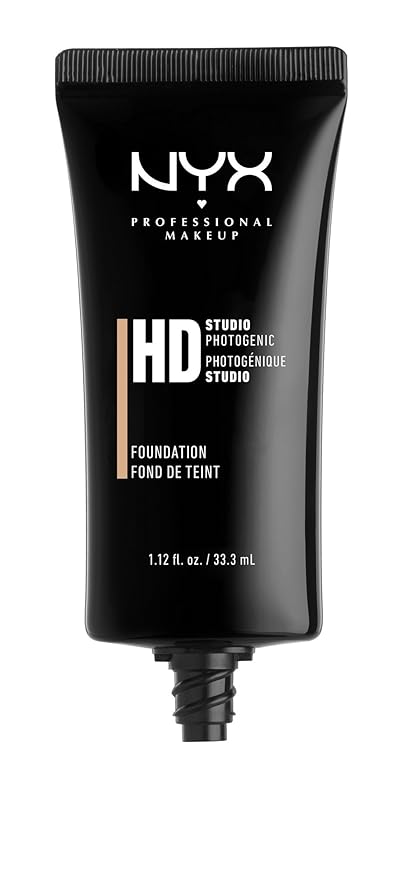 NYX
PROFESSIONAL
MAKEUP
HD
STUDIO
PHOTOGENIC
PHOTOGÉNIQUE
STUDIO
FOUNDATION
FOND DE TEINT
1.12 fl. oz. / 33.3 mL